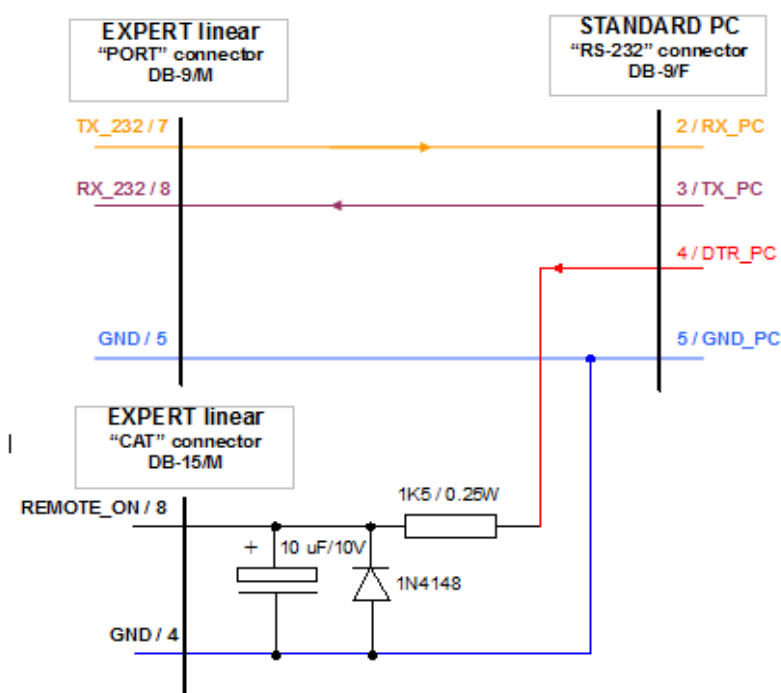 EXPERT linear
“PORT” connector
DB-9/M
STANDARD PC
“RS-232” connector
DB-9/F
TX_232 / 7
2 / RX_PC
RX_232 / 8
3 / TX_PC
4 / DTR_PC
GND / 5
5 / GND_PC
EXPERT linear
“CAT” connector
DB-15/M
1K5 / 0.25W
REMOTE_ON / 8
+ 10 uF/10V
1N4148
GND / 4